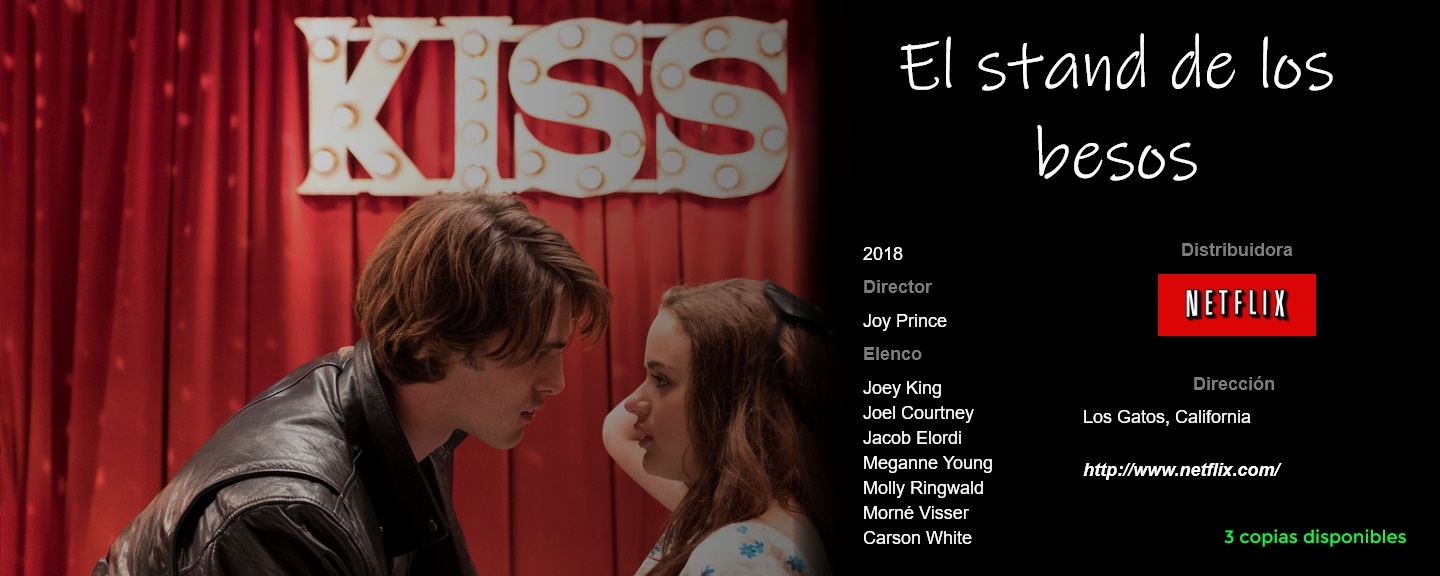 KISS
El stand de los
besos
2018
Director
Joy Prince
Elenco
Joey King
Joel Courtney
Jacob Elordi
Meganne Young
Molly Ringwald
Morné Visser
Carson White
Distribuidora
NETFLIX
Dirección
Los Gatos, California
http://www.netflix.com/
3 copias disponibles